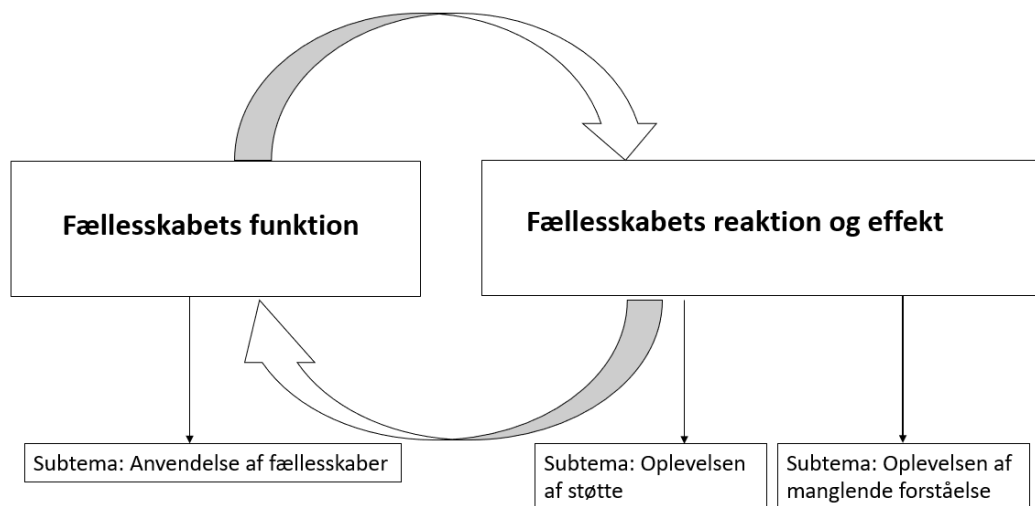 Fællesskabets funktion
Fællesskabets reaktion og effekt
Subtema: Anvendelse af fællesskaber
Subtema: Oplevelsen
af støtte
Subtema: Oplevelsen af
manglende forståelse